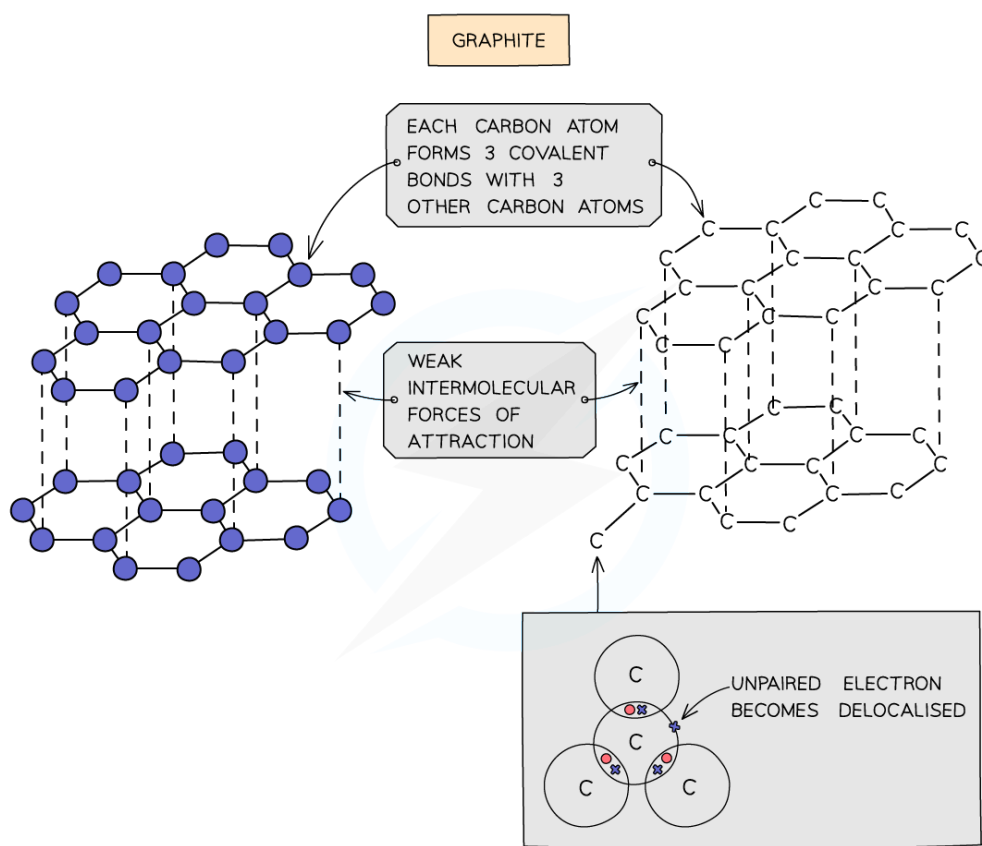 GRAPHITE
EACH CARBON ATOM
FORMS 3 COVALENT
BONDS WITH 3
OTHER CARBON ATOMS
C C
C C C C
C C C C
C C C C
C C C
C C
WEAK
INTERMOLECULAR
FORCES OF
ATTRACTION
C C
C C C C
C C C C
C C C C
C C
C
C
UNPAIRED ELECTRON
BECOMES DELOCALISED
C
C C